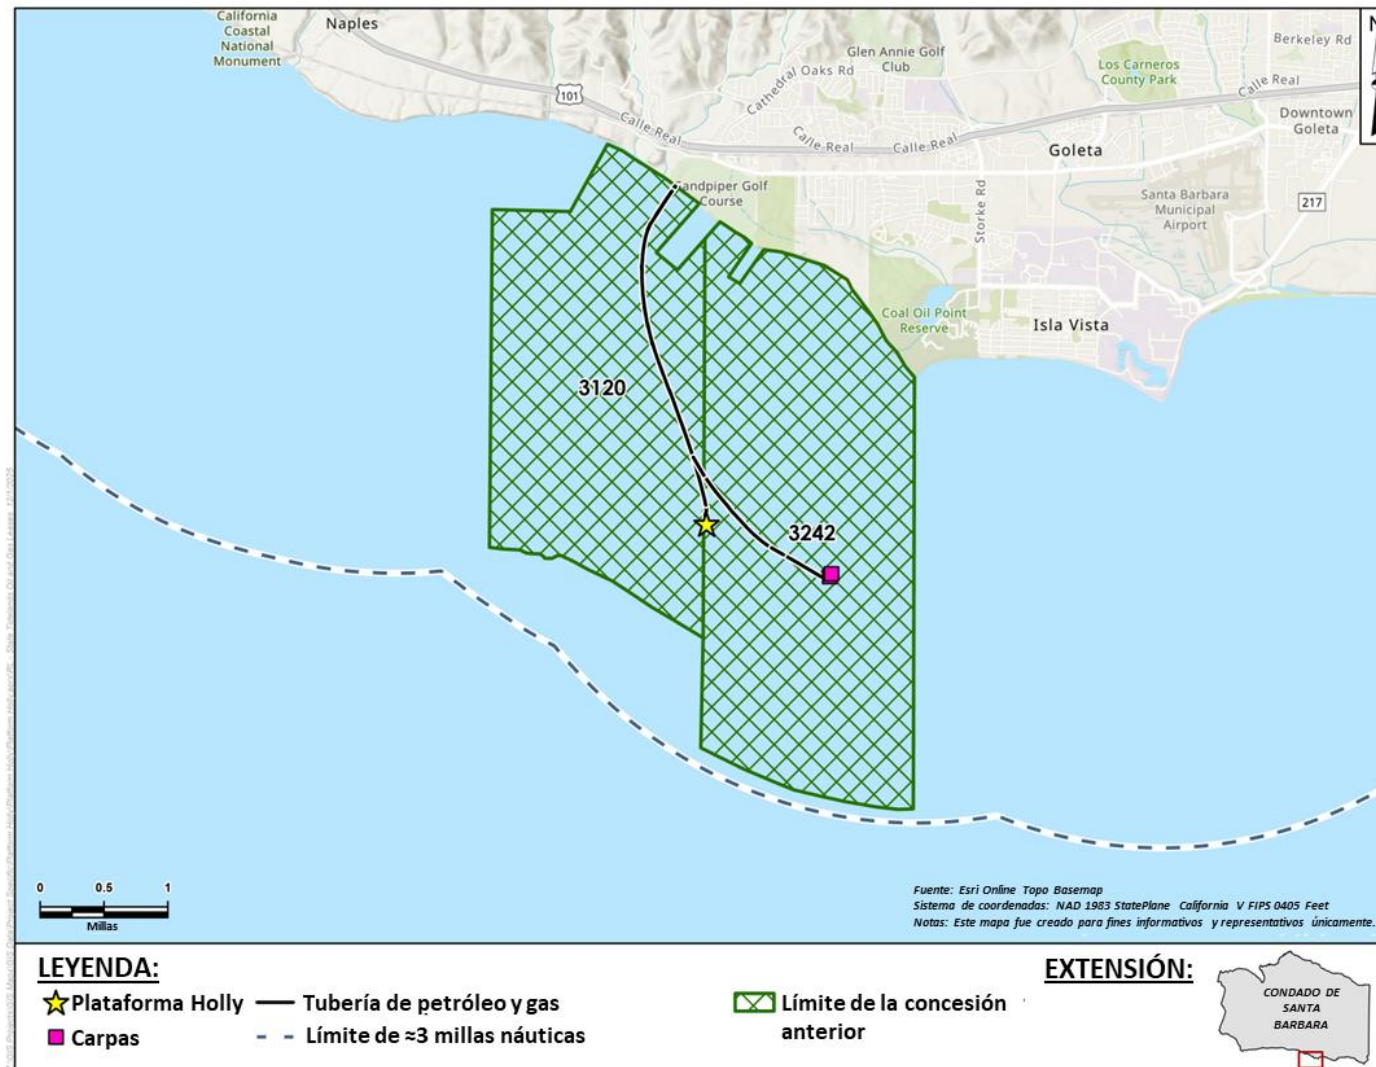 California
Coastal
National
Monument
Naples
101
Calle Real
Cathedral Oaks Rd
Glen Annie Golf
Club
Calle Real
Calle Real
Los Carneros
County Park
Berkeley Rd
Calle Real
Downtown
Goleta
Goleta
N
Sandpiper Golf
Course
Storke Rd
Santa Barbara
Municipal
Airport
217
Coal Oil Point
Reserve
Isla Vista
3120
3242
0 0.5 1
Millas
Fuente: Esri Online Topo Basemap
Sistema de coordenadas: NAD 1983 StatePlane California V FIPS 0405 Feet
Notas: Este mapa fue creado para fines informativos y representativos únicamente.
LEYENDA:
Plataforma Holly
Tubería de petróleo y gas
Límite de la concesión
anterior
Carpas
Límite de ≈3 millas náuticas
EXTENSIÓN:
CONDADO DE
SANTA
BARBARA